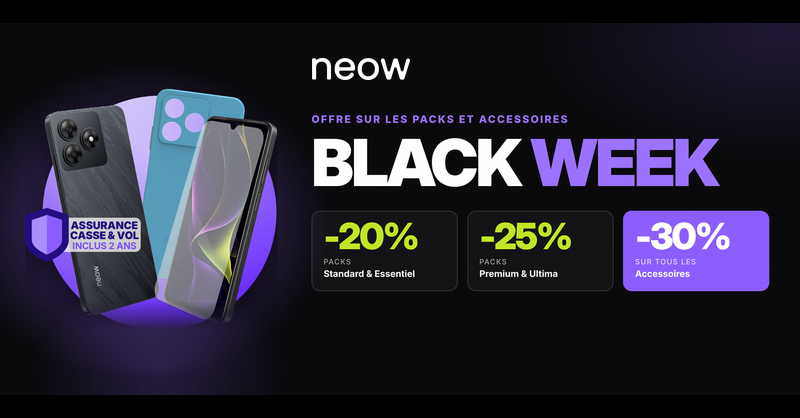 neow
OFFRE SUR LES PACKS ET ACCESSOIRES
BLACK WEEK
-20%
PACKS
Standard & Essentiel
-25%
PACKS
Premium & Ultima
-30%
SUR TOUS LES
Accessoires
ASSURANCE
CASSE & VOL
INCLUS 2 ANS
neow